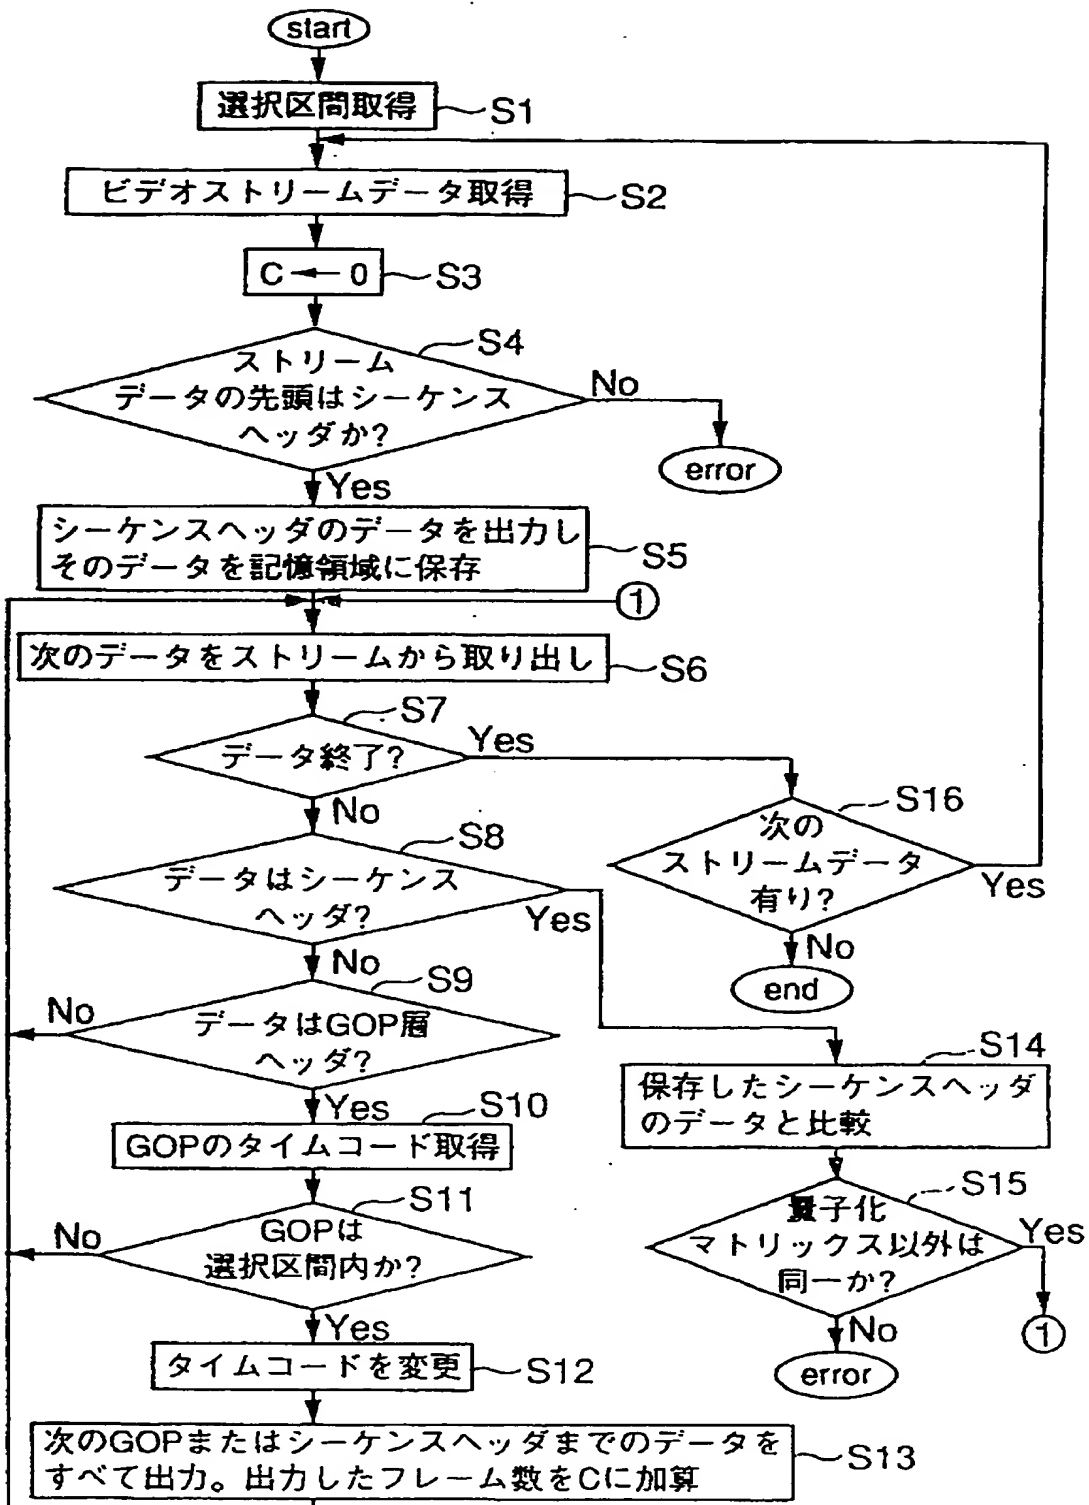 start
選択区間取得
S1
ビデオストリームデータ取得
S2
C ← 0
S3
ストリーム
データの先頭はシーケンス
ヘッダか?
S4
No
error
Yes
シーケンスヘッダのデータを出力し
そのデータを記憶領域に保存
S5
①
次のデータをストリームから取り出し
S6
データ終了?
S7
Yes
No
次の
ストリームデータ
有り?
S16
Yes
No
end
データはシーケンス
ヘッダ?
S8
Yes
No
データはGOP層
ヘッダ?
S9
No
Yes
GOPのタイムコード取得
S10
保存したシーケンスヘッダ
のデータと比較
S14
GOPは
選択区間内か?
S11
No
Yes
量子化
マトリックス以外は
同一か?
S15
Yes
①
No
error
タイムコードを変更
S12
次のGOPまたはシーケンスヘッダまでのデータを
すべて出力。出力したフレーム数をCに加算
S13